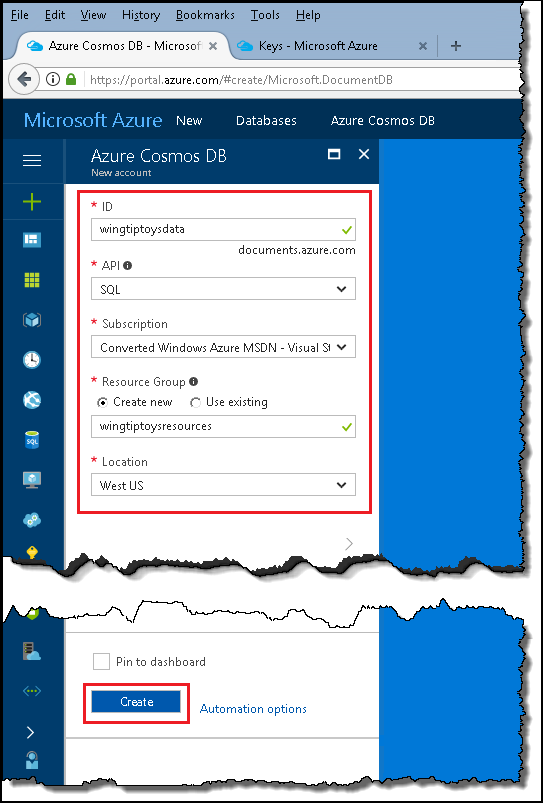 File Edit View History Bookmarks Tools Help
Azure Cosmos DB - Microsof × Keys - Microsoft Azure × +
https://portal.azure.com/#create/Microsoft.DocumentDB
Microsoft Azure New Databases Azure Cosmos DB
Azure Cosmos DB
New account
* ID
wingtiptoysdata
documents.azure.com
* API
SQL
* Subscription
Converted Windows Azure MSDN - Visual St
* Resource Group
Create new Use existing
wingtiptoysresources
* Location
West US
SQL
Pin to dashboard
Create
Automation options